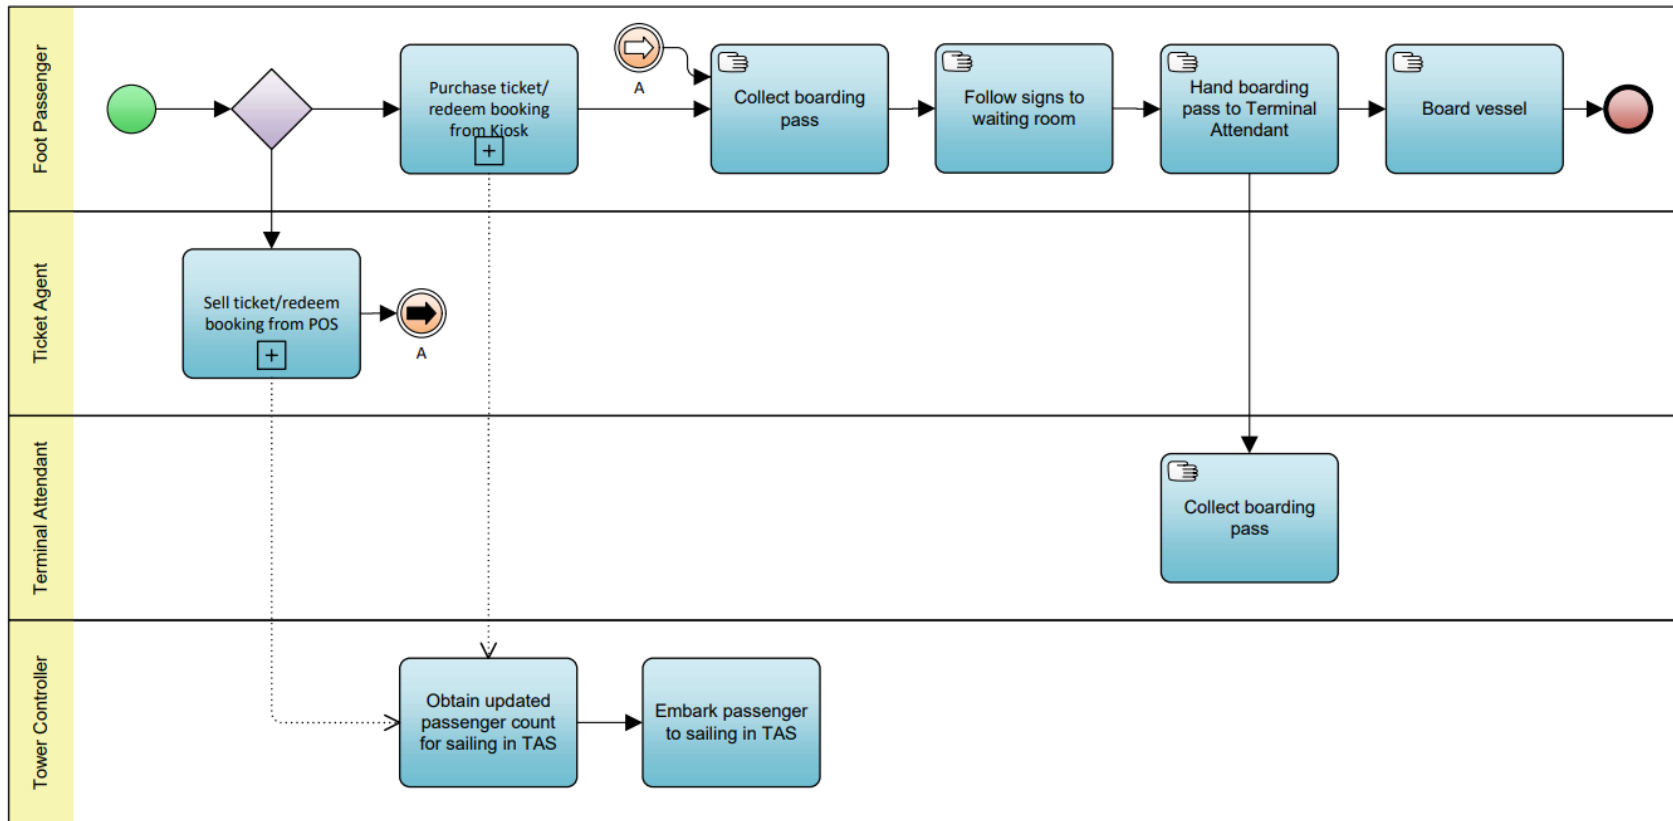 Foot Passenger
Purchase ticket/
redeem booking
from Kiosk
A
Collect boarding
pass
Follow signs to
waiting room
Hand boarding
pass to Terminal
Attendant
Board vessel
Ticket Agent
Sell ticket/redeem
booking from POS
A
Terminal Attendant
Collect boarding
pass
Tower Controller
Obtain updated
passenger count
for sailing in TAS
Embark passenger
to sailing in TAS